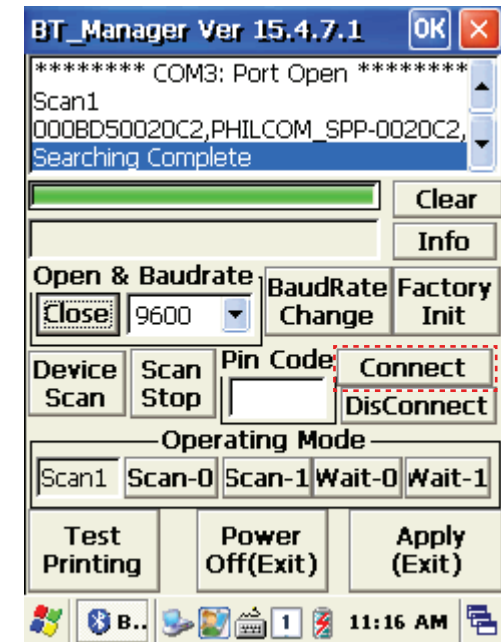 BT_Manager Ver 15.4.7.1 OK
******** COM3: Port Open ********
Scan1
000BD50020C2,PHILCOM_SPP-0020C2,
Searching Complete
Clear
Info
Open & Baudrate
Close 9600
BaudRate Change
Factory Init
Device Scan
Scan Stop
Pin Code
Connect
DisConnect
Operating Mode
Scan1 Scan-0 Scan-1 Wait-0 Wait-1
Test Printing
Power Off(Exit)
Apply (Exit)
B.. 1 11:16 AM